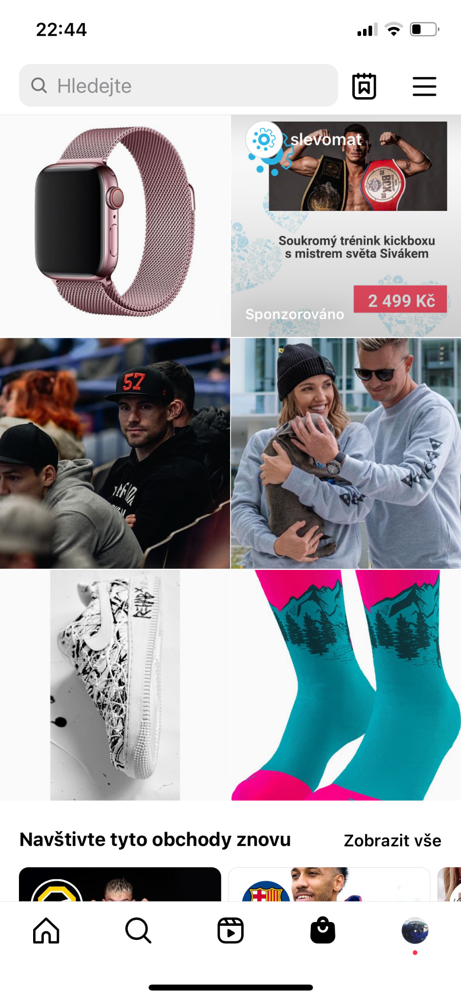 22:44
Hledejte
slevomat
Soukromý trénink kickboxu
s mistrem světa Sivákem
2 499 Kč
Sponzorováno
57
Navštivte tyto obchody znovu
Zobrazit vše